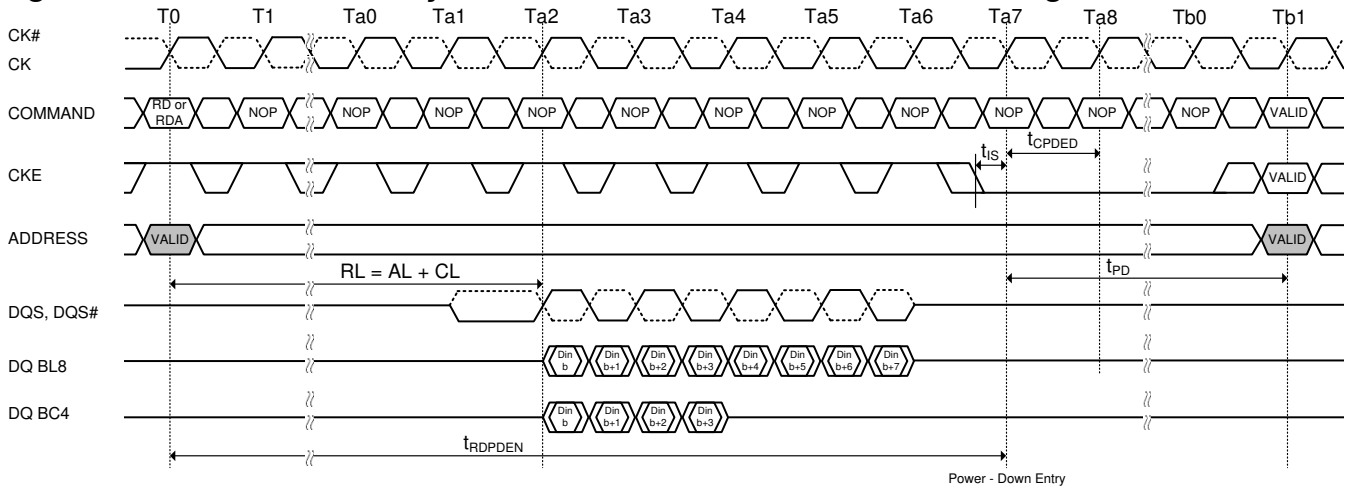 T0 T1 Ta0 Ta1 Ta2 Ta3 Ta4 Ta5 Ta6 Ta7 Ta8 Tb0 Tb1
CK#
CK
COMMAND
RD or
RDA
NOP NOP NOP NOP NOP NOP NOP NOP NOP NOP NOP VALID
tIS
tCPDED
CKE
VALID
ADDRESS
VALID VALID
RL = AL + CL
tPD
DQS, DQS#
DQ BL8
Din Din Din Din Din Din Din Din
b b+1 b+2 b+3 b+4 b+5 b+6 b+7
DQ BC4
Din Din Din Din
b b+1 b+2 b+3
tRDPDEN
Power - Down Entry